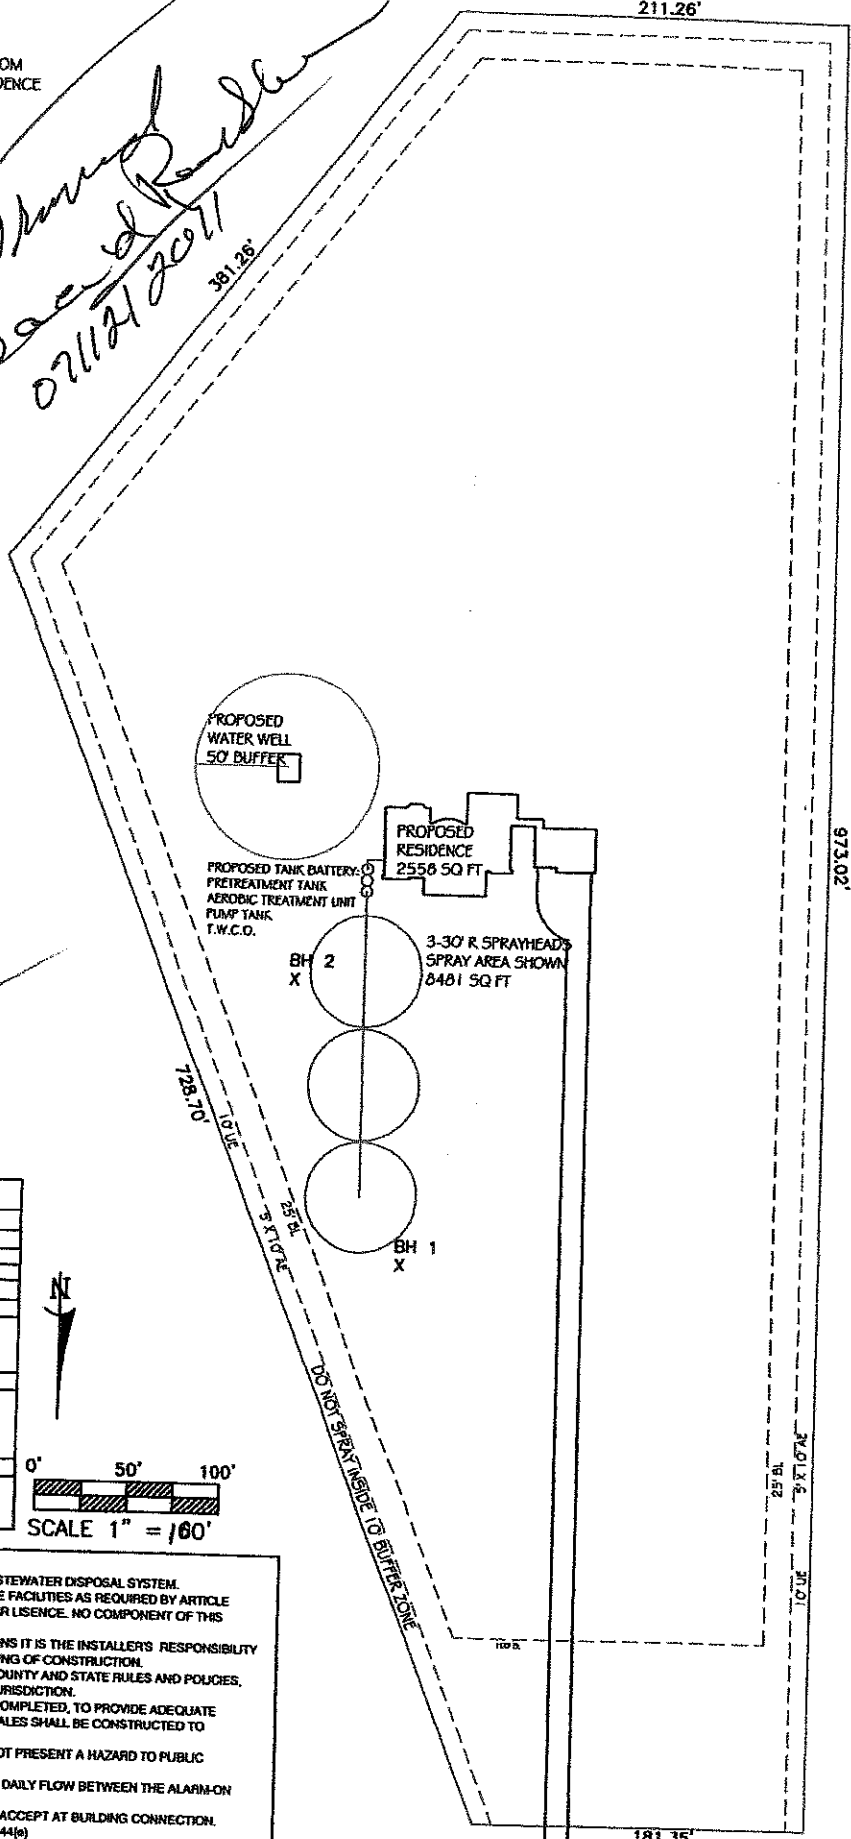 211.26'
OM
DENCE
381.26'
PROPOSED
WATER WELL
50' BUFFER
PROPOSED
RESIDENCE
2556 SQ FT
973.02'
PROPOSED TANK BATTERY:
PRETREATMENT TANK
AEROBIC TREATMENT UNIT
PUMP TANK
T.W.C.O.
BH 2
X
3-30' R SPRAYHEADS
SPRAY AREA SHOWN
8481 SQ FT
728.70'
10' UE
5' X 10' AE
25' BL
BH 1
X
N
DO NOT SPRAY INSIDE 10' BUFFER ZONE
25' BL
5' X 10' AE
10' UE
0' 50' 100'
SCALE 1" = 160'
STEWATER DISPOSAL SYSTEM.
E FACILITIES AS REQUIRED BY ARTICLE
R LISENCE. NO COMPONENT OF THIS
NS IT IS THE INSTALLER'S RESPONSIBILITY
NG OF CONSTRUCTION.
OUNTY AND STATE RULES AND POLICIES,
URISDICTION.
OMPLETED, TO PROVIDE ADEQUATE
ALES SHALL BE CONSTRUCTED TO
OT PRESENT A HAZARD TO PUBLIC
DAILY FLOW BETWEEN THE ALARM-ON
ACCEPT AT BUILDING CONNECTION.
44(e)
181.35'